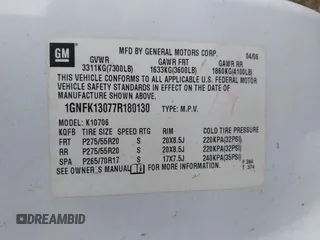 GM
MFD BY GENERAL MOTORS CORP. 04/06
GVWR GAWR FRT GAWR RR
3311KG(7300LB) 1633KG(3600LB) 1860KG(4100LB)
THIS VEHICLE CONFORMS TO ALL APPLICABLE U.S. FEDERAL MOTOR
VEHICLE SAFETY STANDARDS IN EFFECT ON THE DATE OF
MANUFACTURE SHOWN ABOVE.
1GNFK13077R180130 TYPE: M.P.V.
MODEL: K10706
KQFB TIRE SIZE SPEED RTG RIM COLD TIRE PRESSURE
FRT P275/55R20 S 20X8.5J 220KPA(32PSI)
RR P275/55R20 S 20X8.5J 220KPA(32PSI)
SPA P265/70R17 S 17X7.5J 240KPA(35PSI)
SEE OWNER'S MANUAL FOR MORE INFORMATION.
DREAMBID